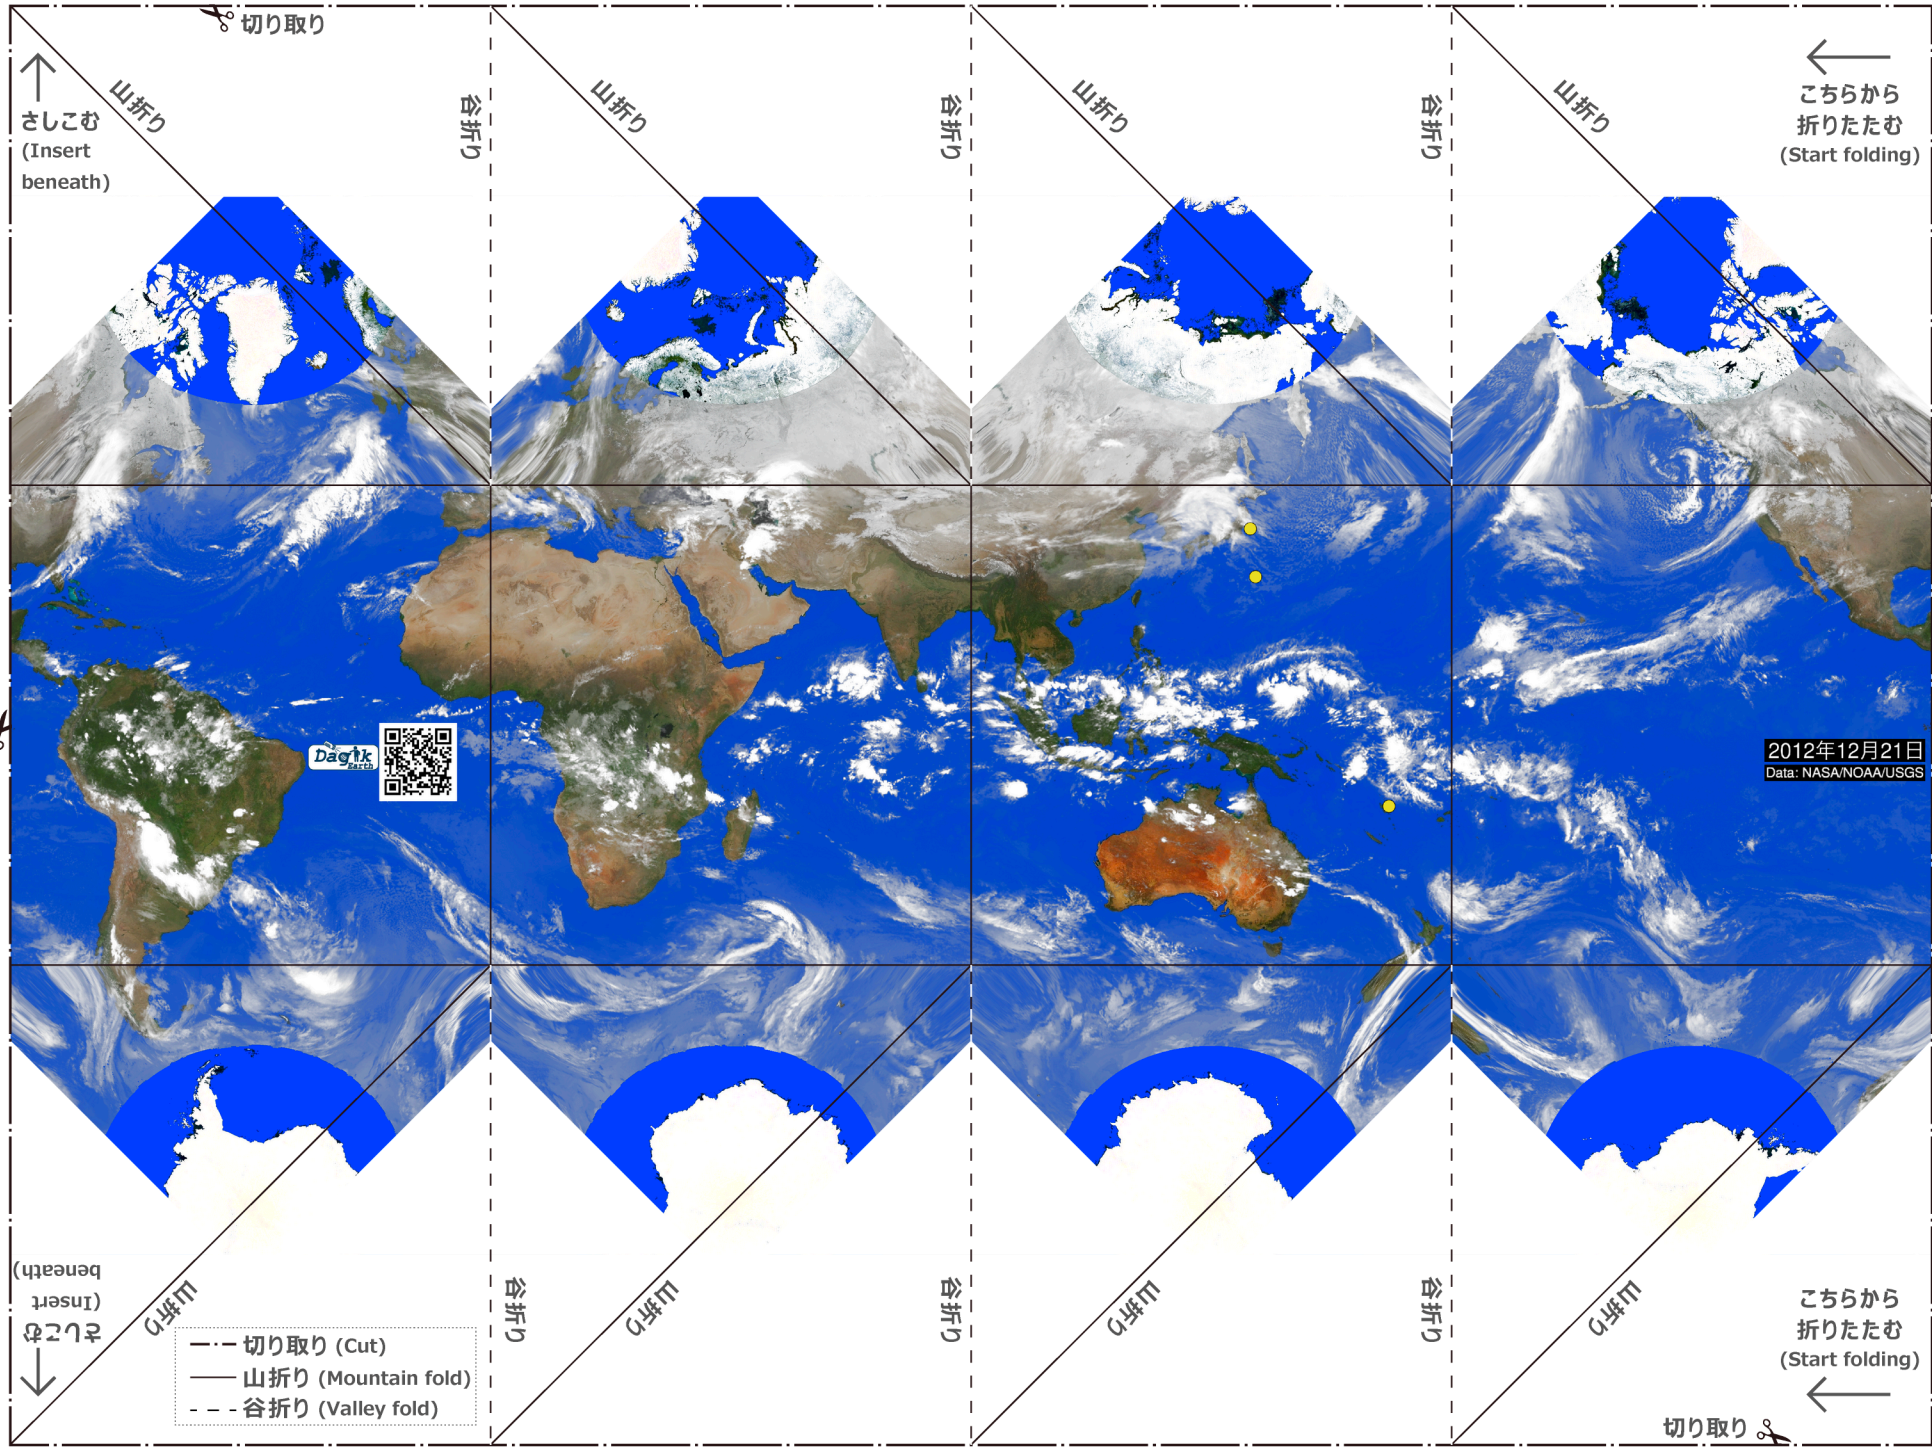 切り取り
山折り
山折り
山折り
山折り
谷折り
谷折り
谷折り
さしこむ
(Insert
beneath)
こちらから
折りたたむ
(Start folding)
Dagik
Earth
2012年12月21日
Data: NASA/NOAA/USGS
さしこむ
(Insert
beneath)
山折り
山折り
山折り
山折り
谷折り
谷折り
谷折り
こちらから
折りたたむ
(Start folding)
切り取り (Cut)
山折り (Mountain fold)
谷折り (Valley fold)
切り取り